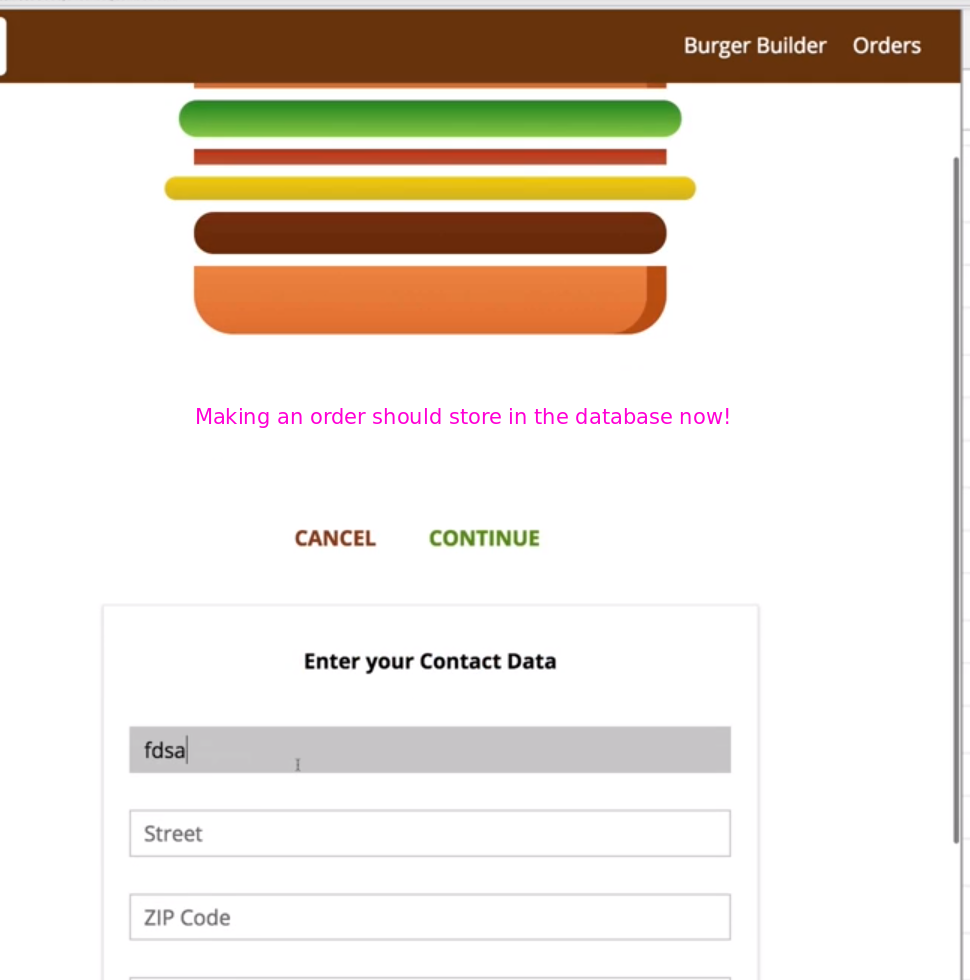 Burger Builder Orders
Making an order should store in the database now!
CANCEL CONTINUE
Enter your Contact Data
fdsa
Street
ZIP Code